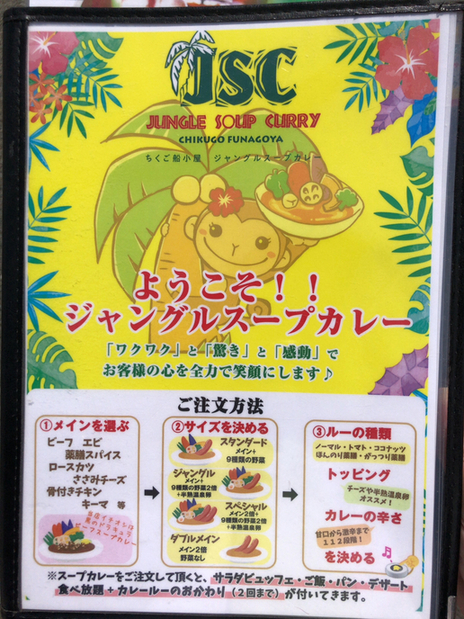 JSC
JUNGLE SOUP CURRY
CHIKUGO FUNAGOYA
ちくご船小屋 ジャングルスープカレー
ようこそ！！
ジャングルスープカレー
「ワクワク」と「驚き」と「感動」で
お客様の心を全力で笑顔にします♪
ご注文方法
①メインを選ぶ
ビーフ エビ
薬膳スパイス
ロースカツ
ささみチーズ
骨付きチキン
キーマ 等
ビーフスープカレー
②サイズを決める
スタンダード
メイン+
9種類の野菜
ジャングル
メイン+
9種類の野菜2倍
+半熟温泉卵
スペシャル
メイン2倍+
9種類の野菜2倍
+半熟温泉卵
ダブルメイン
メイン2倍
野菜なし
③ルーの種類
ノーマル・トマト・ココナッツ
ほんのり薬膳・がっつり薬膳
トッピング
チーズや半熟温泉卵
オススメ！
カレーの辛さ
甘口から激辛まで
112段階！
を決める
※スープカレーをご注文して頂くと、サラダビュッフェ・ご飯・パン・デザート
食べ放題+カレールーのおかわり（2回まで）が付いてきます。